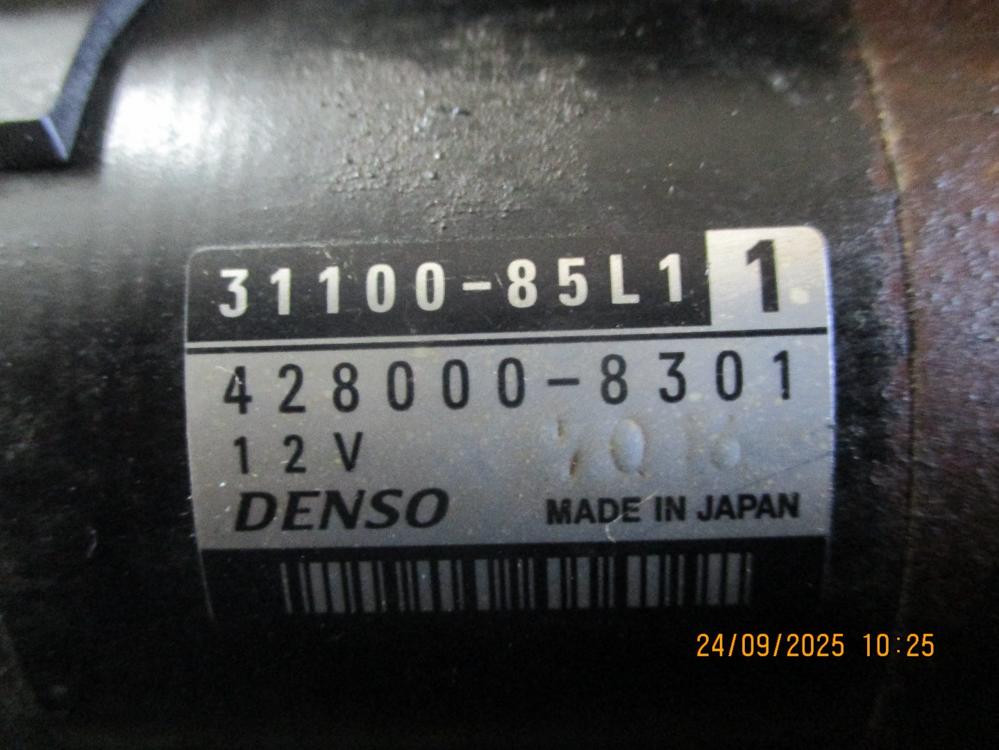 31100-85L1 1
428000-8301
12V
DENSO MADE IN JAPAN
24/09/2025 10:25